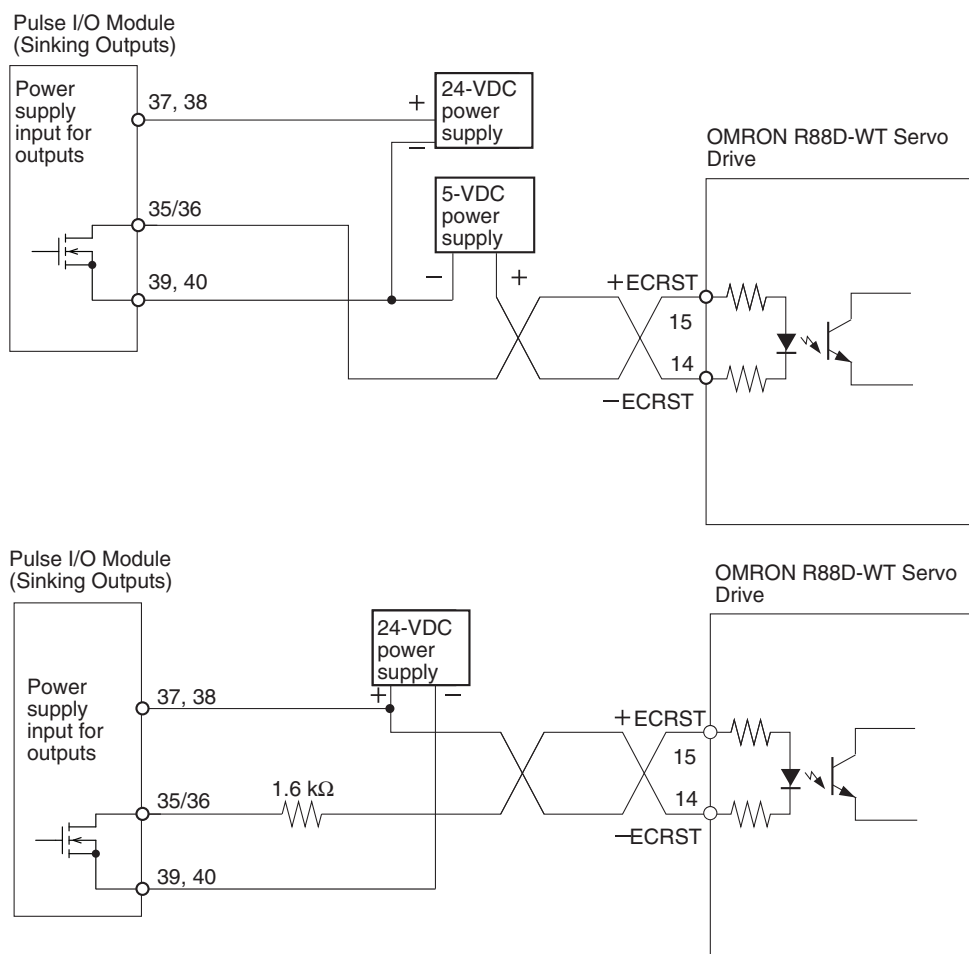 Pulse I/O Module
(Sinking Outputs)
Power
supply
input for
outputs
37, 38
+
24-VDC
power
supply
−
OMRON R88D-WT Servo
Drive
5-VDC
power
supply
35/36
39, 40
−
+
+ECRST
15
14
−ECRST
Pulse I/O Module
(Sinking Outputs)
OMRON R88D-WT Servo
Drive
24-VDC
power
supply
+
−
Power
supply
input for
outputs
37, 38
+ECRST
15
35/36
1.6 kΩ
14
−ECRST
39, 40